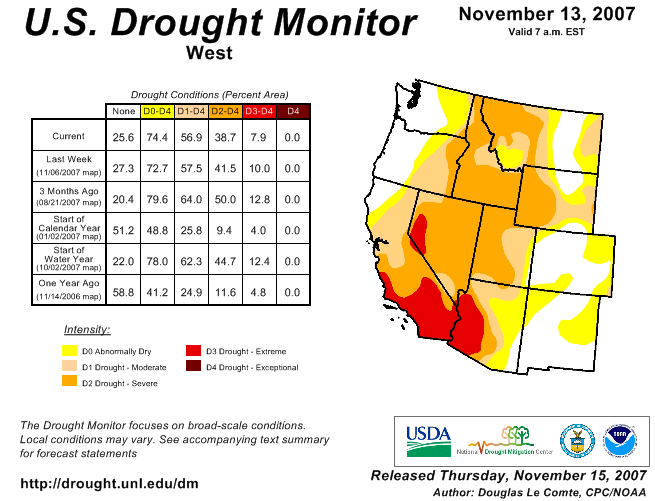 U.S. Drought Monitor
West
November 13, 2007
Valid 7 a.m. EST
Drought Conditions (Percent Area)
None D0-D4 D1-D4 D2-D4 D3-D4 D4
Current 25.6 74.4 56.9 38.7 7.9 0.0
Last Week
(11/06/2007 map) 27.3 72.7 57.5 41.5 10.0 0.0
3 Months Ago
(08/21/2007 map) 20.4 79.6 64.0 50.0 12.8 0.0
Start of
Calendar Year
(01/02/2007 map) 51.2 48.8 25.8 9.4 4.0 0.0
Start of
Water Year
(10/02/2007 map) 22.0 78.0 62.3 44.7 12.4 0.0
One Year Ago
(11/14/2006 map) 58.8 41.2 24.9 11.6 4.8 0.0
Intensity:
D0 Abnormally Dry
D1 Drought - Moderate
D2 Drought - Severe
D3 Drought - Extreme
D4 Drought - Exceptional
The Drought Monitor focuses on broad-scale conditions.
Local conditions may vary. See accompanying text summary
for forecast statements
http://drought.unl.edu/dm
USDA
National Drought Mitigation Center
NOAA
Released Thursday, November 15, 2007
Author: Douglas Le Comte, CPC/NOAA